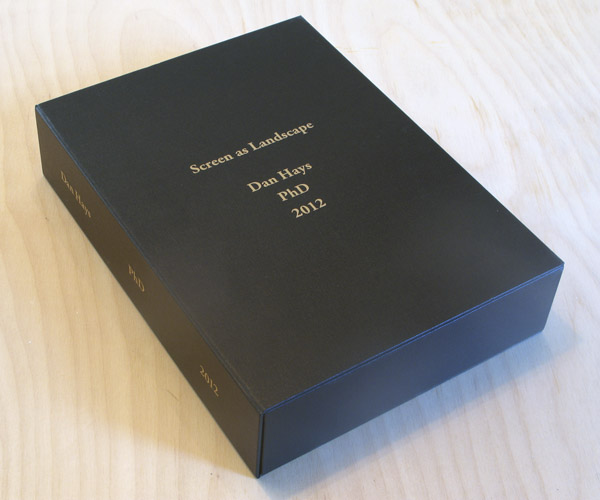 Screen as Landscape
Dan Hays
PhD
2012
Dan Hays
PhD
2012